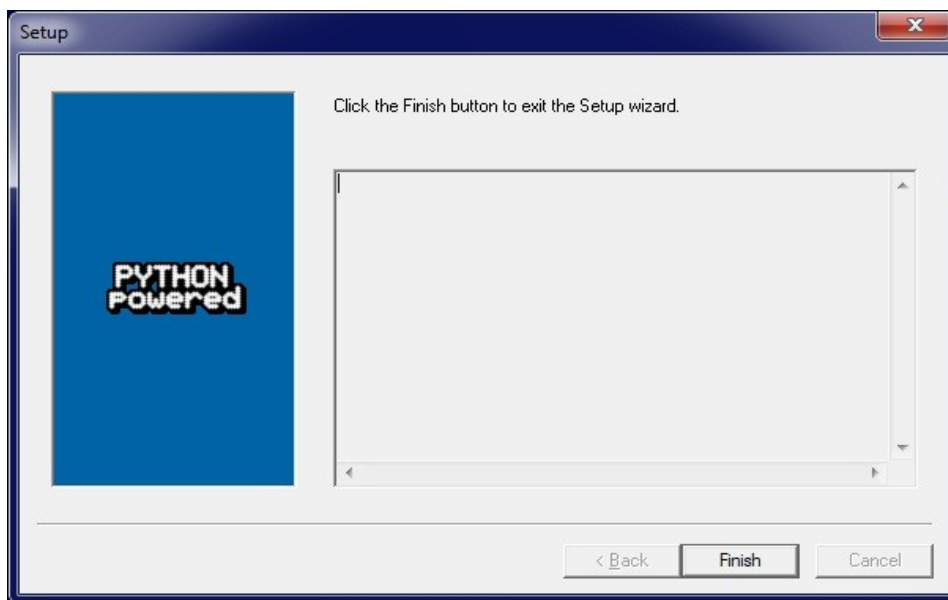 Setup
Click the Finish button to exit the Setup wizard.
PYTHON
powered
< Back
Finish
Cancel